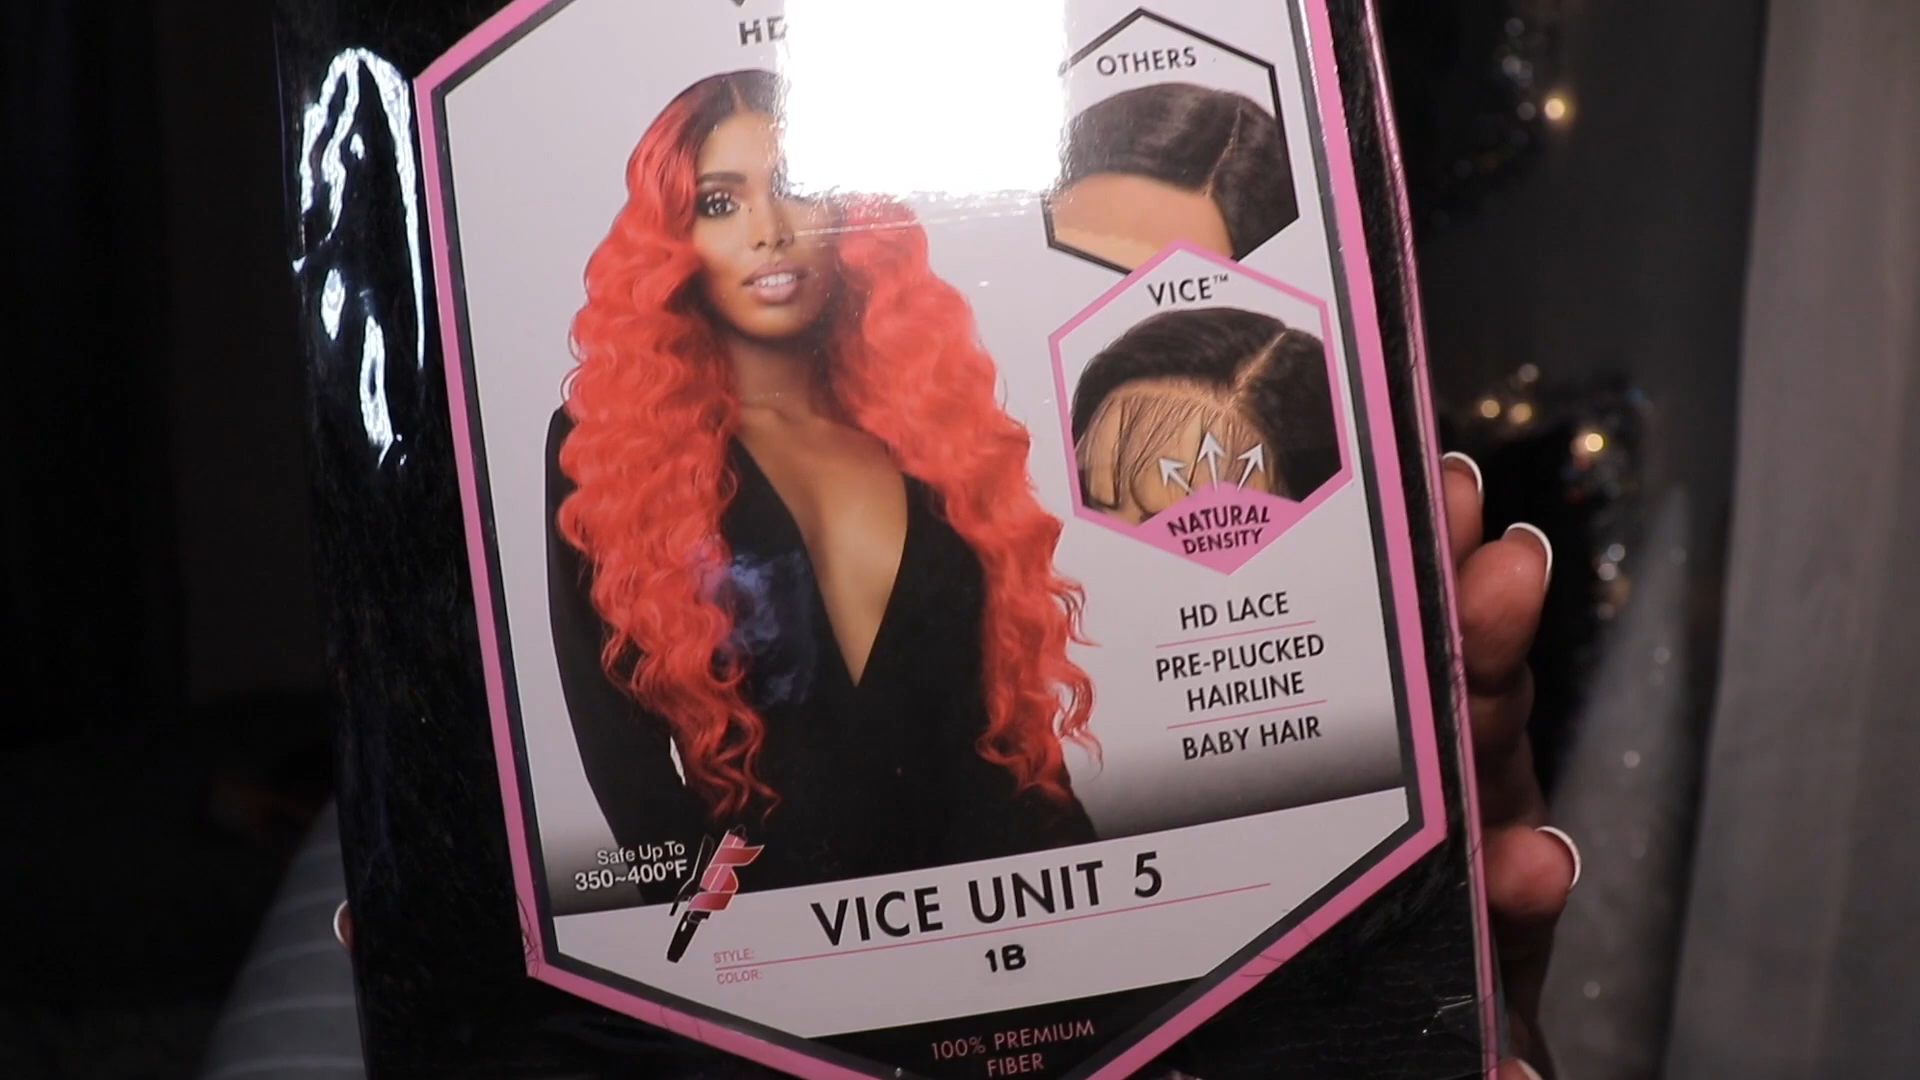 HD
OTHERS
VICE™
NATURAL
DENSITY
HD LACE
PRE-PLUCKED
HAIRLINE
BABY HAIR
Safe Up To
350~400°F
STYLE: VICE UNIT 5
COLOR: 1B
100% PREMIUM
FIBER